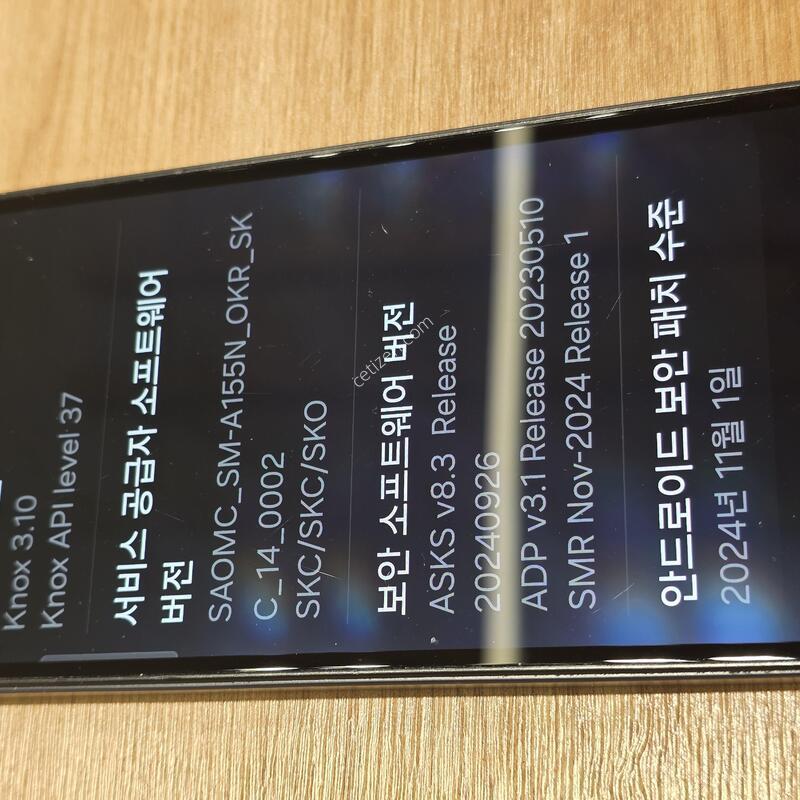 Knox 3.10
Knox API level 37
서비스 공급자 소프트웨어
버전
SAOMC_SM-A155N_OKR_SK
C_14_0002
SKC/SKC/SKO
보안 소프트웨어 버전
ASKS v8.3 Release
20240926
ADP v3.1 Release 20230510
SMR Nov-2024 Release 1
안드로이드 보안 패치 수준
2024년 11월 1일
cetizen.com